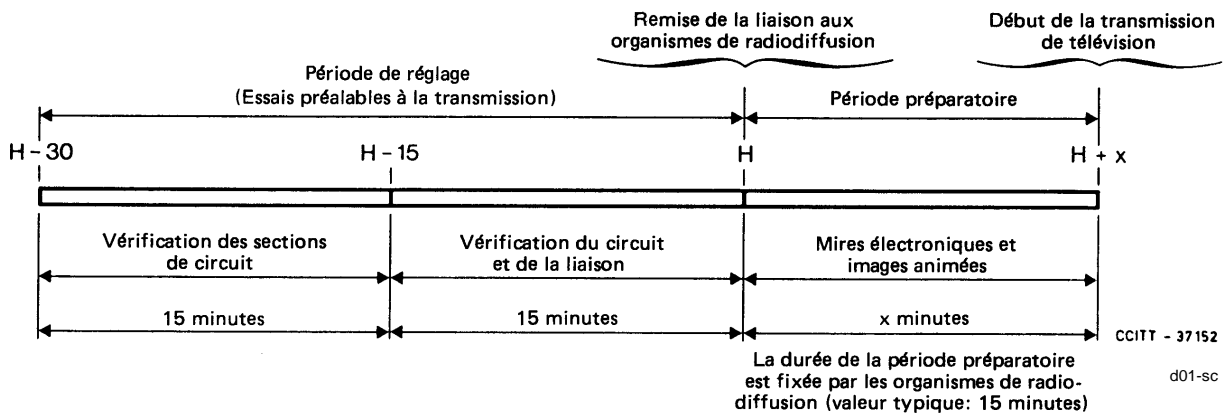 Remise de la liaison aux
organismes de radiodiffusion
Début de la transmission
de télévision
Période de réglage
(Essais préalables à la transmission)
Période préparatoire
H – 30
H – 15
H
H + x
Vérification des sections
de circuit
Vérification du circuit
et de la liaison
Mires électroniques et
images animées
15 minutes
15 minutes
x minutes
CCITT - 37152
La durée de la période préparatoire
est fixée par les organismes de radio-
diffusion (valeur typique: 15 minutes)
d01-sc